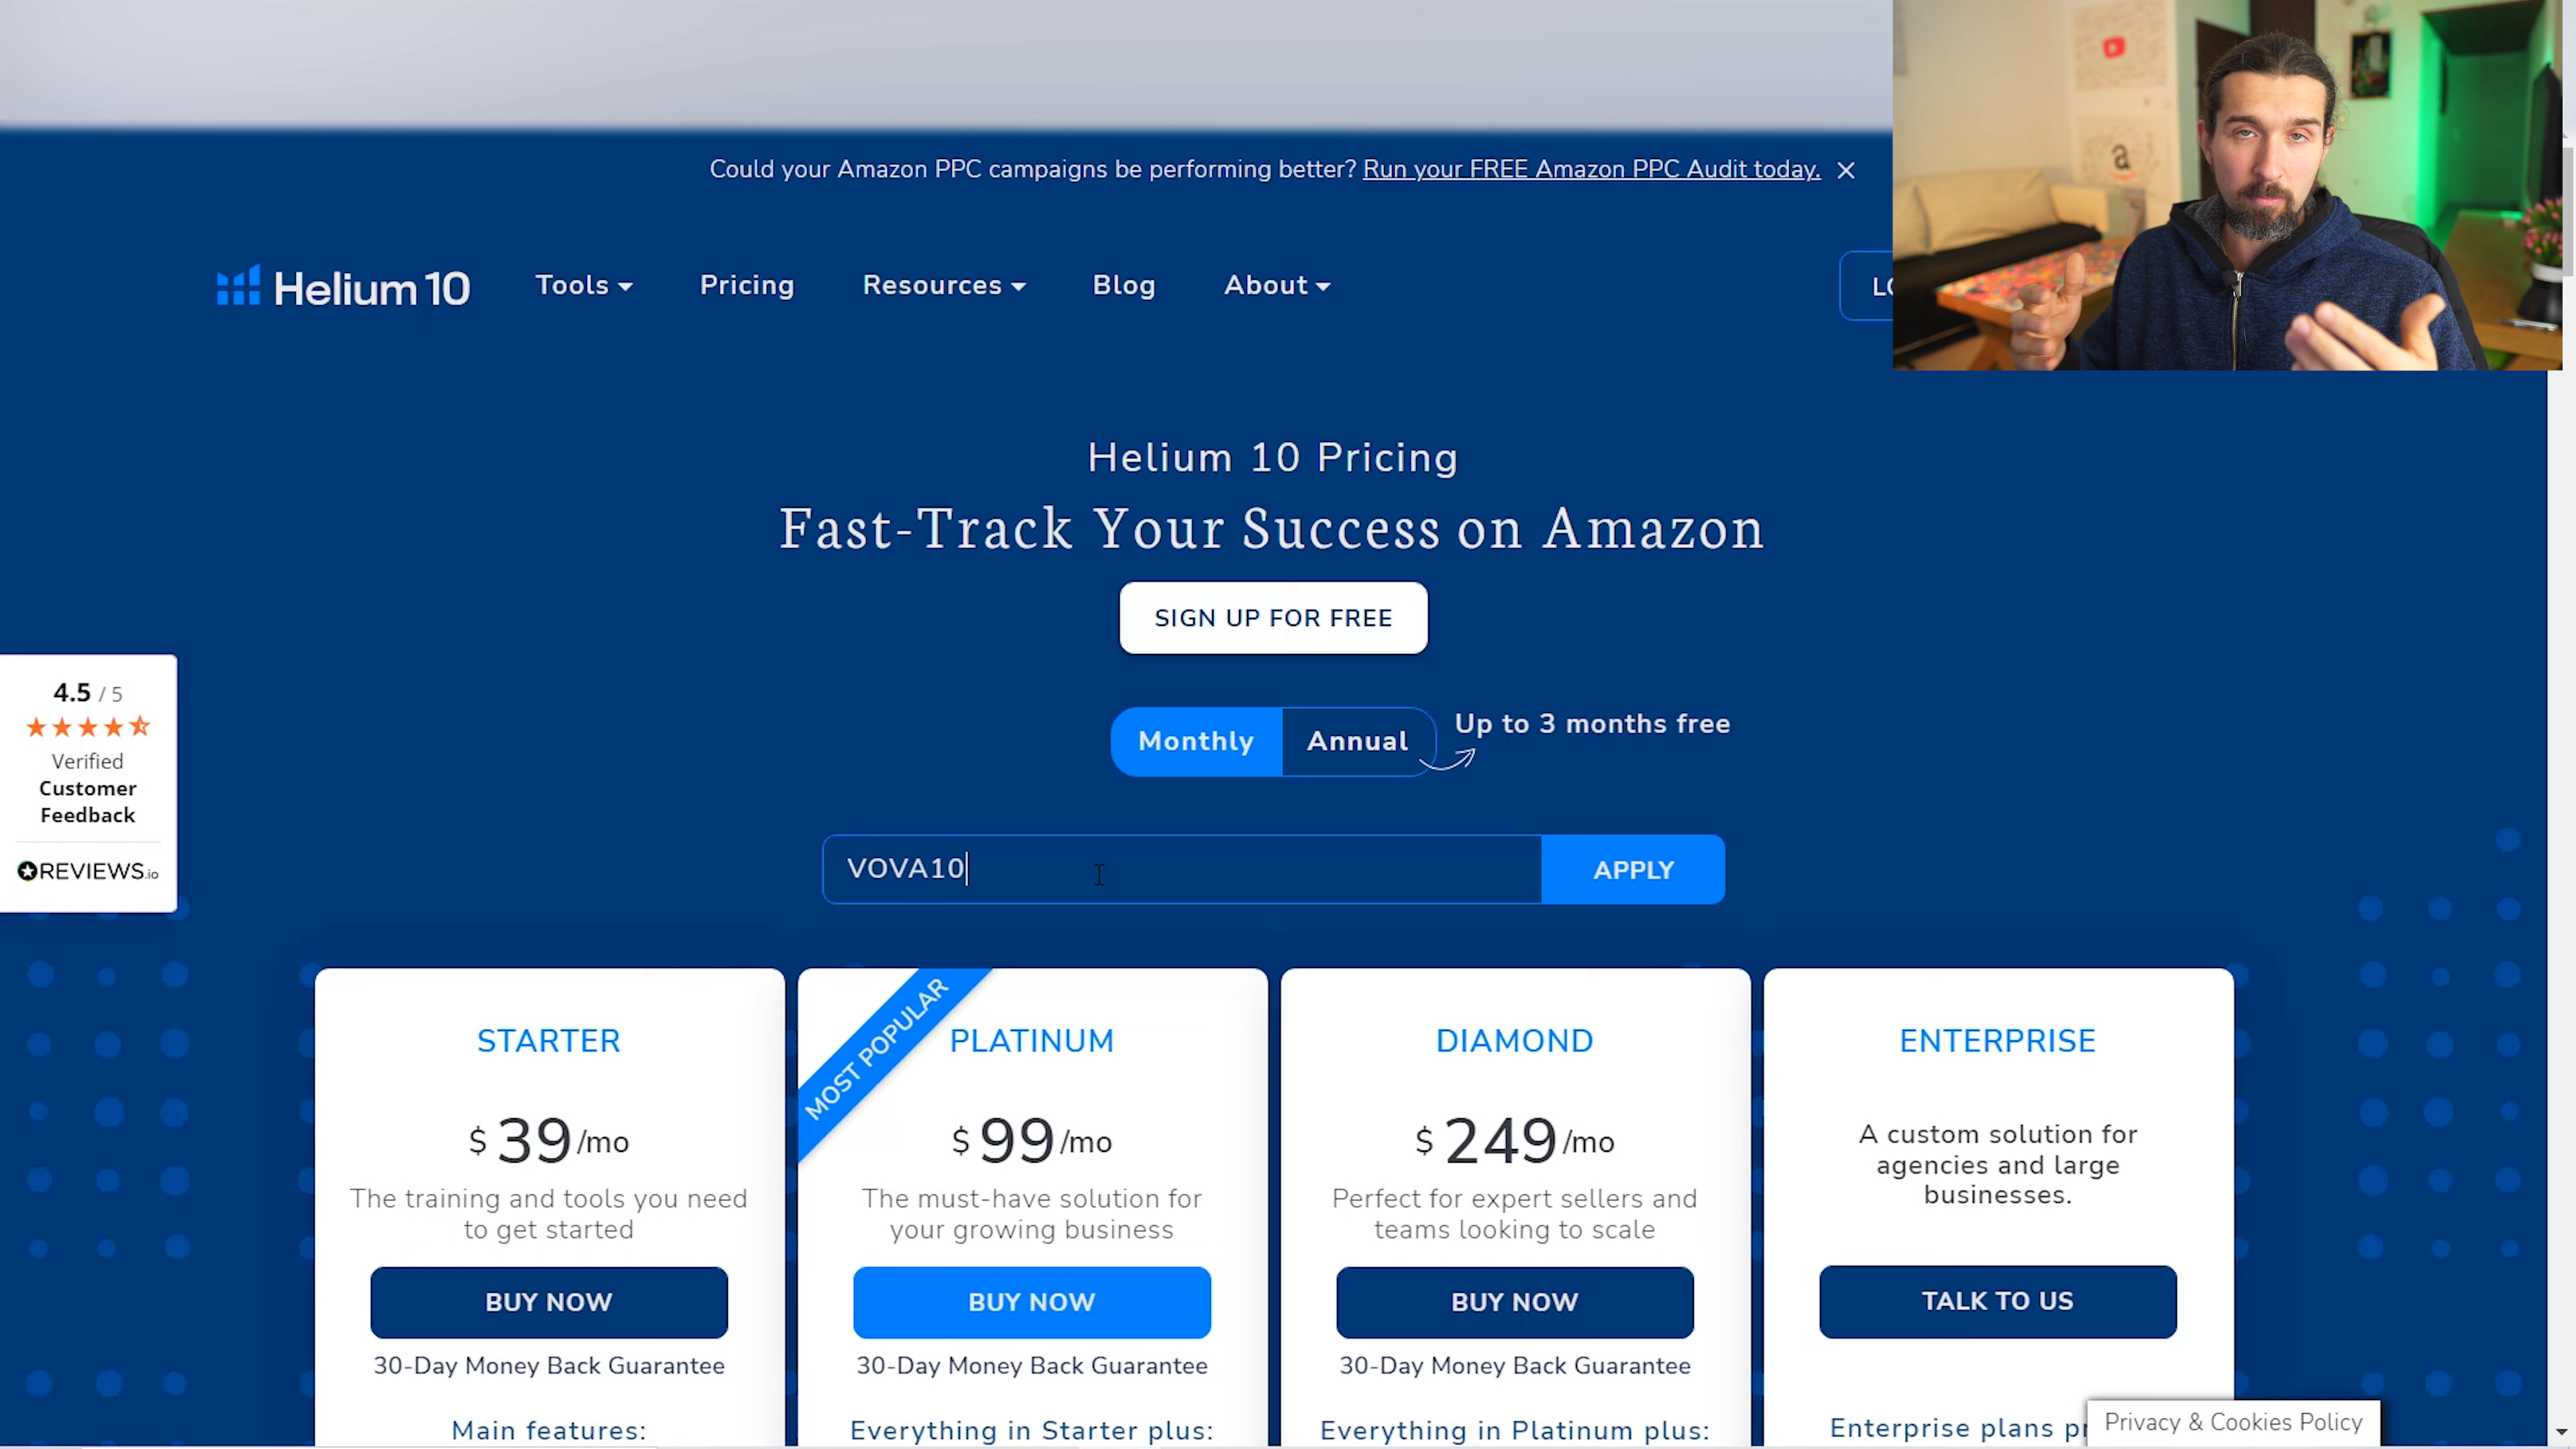 Could your Amazon PPC campaigns be performing better? Run your FREE Amazon PPC Audit today.
Helium 10
Tools
Pricing
Resources
Blog
About
Helium 10 Pricing
Fast-Track Your Success on Amazon
SIGN UP FOR FREE
Monthly
Annual
Up to 3 months free
4.5 / 5
Verified
Customer
Feedback
REVIEWS.io
VOVA10
APPLY
MOST POPULAR
STARTER
$ 39 /mo
The training and tools you need
to get started
BUY NOW
30-Day Money Back Guarantee
Main features:
PLATINUM
$ 99 /mo
The must-have solution for
your growing business
BUY NOW
30-Day Money Back Guarantee
Everything in Starter plus:
DIAMOND
$ 249 /mo
Perfect for expert sellers and
teams looking to scale
BUY NOW
30-Day Money Back Guarantee
Everything in Platinum plus:
ENTERPRISE
A custom solution for
agencies and large
businesses.
TALK TO US
Enterprise plans
Privacy & Cookies Policy